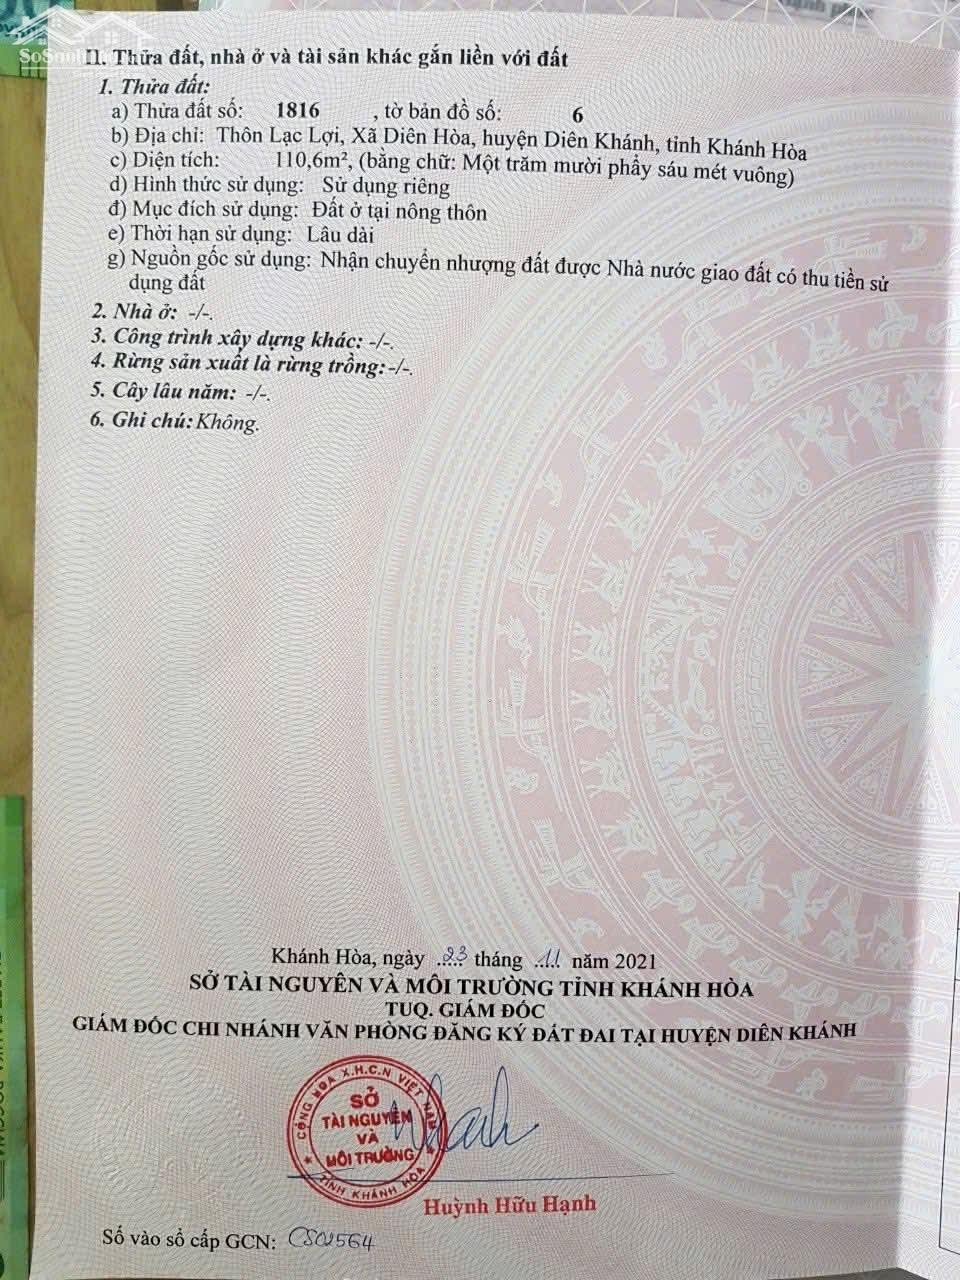 II. Thửa đất, nhà ở và tài sản khác gắn liền với đất
1. Thửa đất:
a) Thửa đất số: 1816 , tờ bản đồ số: 6
b) Địa chỉ: Thôn Lạc Lợi, Xã Diên Hòa, huyện Diên Khánh, tỉnh Khánh Hòa
c) Diện tích: 110,6m², (bằng chữ: Một trăm mười phẩy sáu mét vuông)
d) Hình thức sử dụng: Sử dụng riêng
đ) Mục đích sử dụng: Đất ở tại nông thôn
e) Thời hạn sử dụng: Lâu dài
g) Nguồn gốc sử dụng: Nhận chuyển nhượng đất được Nhà nước giao đất có thu tiền sử
dụng đất
2. Nhà ở: -/-.
3. Công trình xây dựng khác: -/-.
4. Rừng sản xuất là rừng trồng: -/-.
5. Cây lâu năm: -/-.
6. Ghi chú: Không.
Khánh Hòa, ngày 23 tháng 11 năm 2021
SỞ TÀI NGUYÊN VÀ MÔI TRƯỜNG TỈNH KHÁNH HÒA
TUQ. GIÁM ĐỐC
GIÁM ĐỐC CHI NHÁNH VĂN PHÒNG ĐĂNG KÝ ĐẤT ĐAI TẠI HUYỆN DIÊN KHÁNH
CỘNG HÒA X.H.C.N VIỆT NAM
SỞ
TÀI NGUYÊN
VÀ
MÔI TRƯỜNG
TỈNH KHÁNH HÒA
Huỳnh Hữu Hạnh
Số vào sổ cấp GCN: CS02564